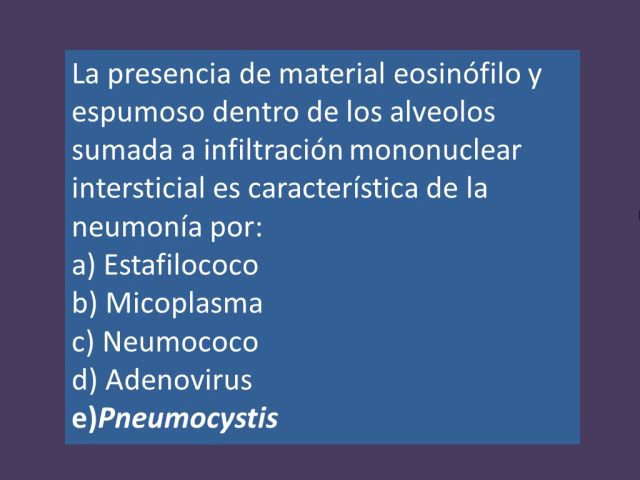 La presencia de material eosinófilo y
espumoso dentro de los alveolos
sumada a infiltración mononuclear
intersticial es característica de la
neumonía por:
a) Estafilococo
b) Micoplasma
c) Neumococo
d) Adenovirus
e)Pneumocystis